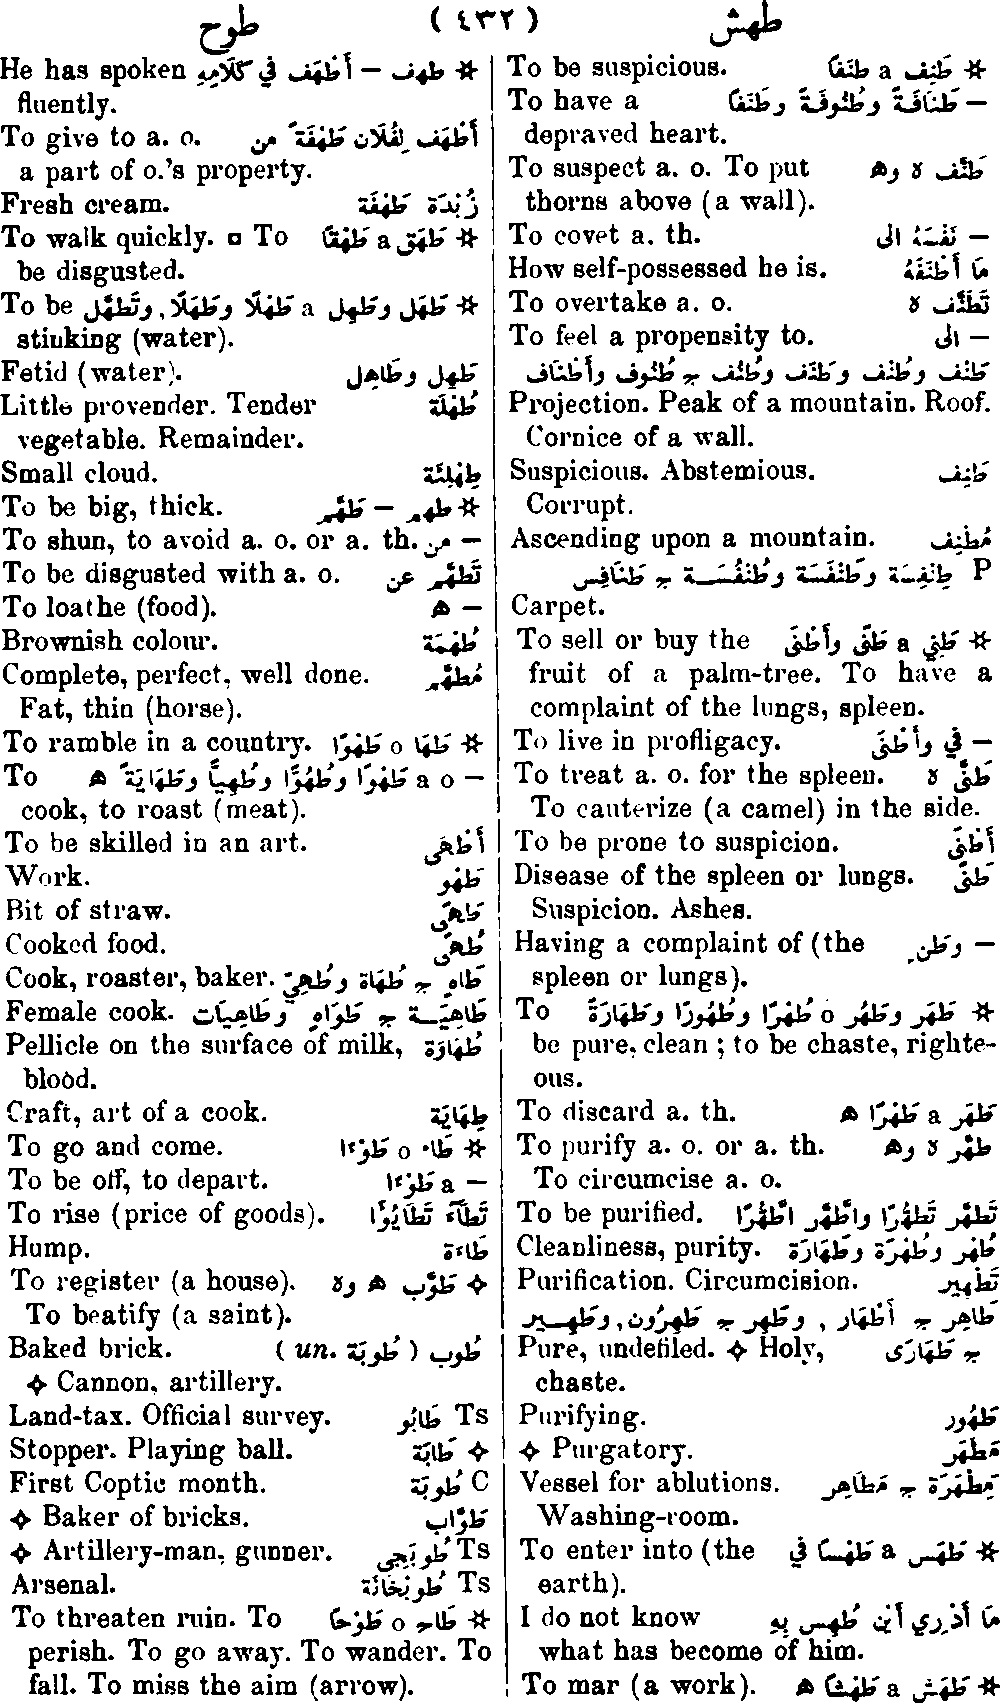 طهش ( ٤٣٢ ) طوح
To be suspicious. ✲ طَنِف a طَنَفًا
To have a — طَنَافَةً وطُنُوفَةً وطَنَفًا
depraved heart.
To suspect a. o. To put طَنَّف ه وه
thorns above (a wall).
To covet a. th. — نَفْسَهُ الى
How self-possessed he is. مَا أَطْنَفَهُ
To overtake a. o. تَطَنَّف ه
To feel a propensity to. — الى
طَنْف وطُنْف وطَنَف وطُنُف ج طُنُوف وأَطْنَاف
Projection. Peak of a mountain. Roof.
Cornice of a wall.
Suspicious. Abstemious. طَنِف
Corrupt.
Ascending upon a mountain. مُطْنِف
P طِنْفِسَة وطَنْفَسَة وطُنْفُسَة ج طَنَافِس
Carpet.
To sell or buy the ✲ طَنِيَ a طَنًى وأَطْنَى
fruit of a palm-tree. To have a
complaint of the lungs, spleen.
To live in profligacy. — في وأَطْنَى
To treat a. o. for the spleen. طَنَّى ه
To cauterize (a camel) in the side.
To be prone to suspicion. أَطْنَى
Disease of the spleen or lungs. طَنًى
Suspicion. Ashes.
Having a complaint of (the — وطَنٍ
spleen or lungs).
To ✲ طَهَر وطَهُر o طُهْرًا وطُهُورًا وطَهَارَةً
be pure, clean ; to be chaste, righte-
ous.
To discard a. th. طَهَر a طَهْرًا ه
To purify a. o. or a. th. طَهَّر ه وه
To circumcise a. o.
To be purified. تَطَهَّر تَطَهُّرًا واطَّهَّر اطَّهُّرًا
Cleanliness, purity. طُهْر وطُهْرَة وطَهَارَة
Purification. Circumcision. تَطْهِير
طَاهِر ج أَطْهَار , وطَهِر ج طَهِرُون, وطَهِير
Pure, undefiled. ✧ Holy, ج طَهَارَى
chaste.
Purifying. طَهُور
✧ Purgatory. مَطْهَر
Vessel for ablutions. مِطْهَرَة ج مَطَاهِر
Washing-room.
To enter into (the ✲ طَهَس a طَهْسًا في
earth).
I do not know مَا أَدْرِي أَيْن طُهِس بِهِ
what has become of him.
To mar (a work). ✲ طَهَش a طَهْشًا ه
He has spoken ✲ طهف — أَطْهَف في كَلَامِهِ
fluently.
To give to a. o. أَطْهَف لِفُلَان طَهْفَةً من
a part of o.'s property.
Fresh cream. زُبْدَة طَهْفَة
To walk quickly. ▫ To ✲ طَهَق a طَهْقًا
be disgusted.
To be ✲ طَهَل وطَهِل a طَهْلًا وطَهَلًا, وتَطَهَّل
stinking (water).
Fetid (water). طَهِل وطَاهِل
Little provender. Tender طُهْلَة
vegetable. Remainder.
Small cloud. طِهْلِئَة
To be big, thick. ✲ طهم — طَهَّم
To shun, to avoid a. o. or a. th. — من
To be disgusted with a. o. تَطَهَّم عن
To loathe (food). — ه
Brownish colour. طُهْمَة
Complete, perfect, well done. مُطَهَّم
Fat, thin (horse).
To ramble in a country. ✲ طَهَا o طَهْوًا
To — a o طَهْوًا وطُهُوًّا وطُهِيًّا وطَهَايَةً ه
cook, to roast (meat).
To be skilled in an art. أَطْهَى
Work. طَهْو
Bit of straw. طَهًى
Cooked food. طُهًى
Cook, roaster, baker. طَاهٍ ج طُهَاة وطُهِيّ
Female cook. طَاهِيَة ج طَوَاهٍ وطَاهِيَات
Pellicle on the surface of milk, طُهَاوَة
blood.
Craft, art of a cook. طِهَايَة
To go and come. ✲ طَاء o طَوْءًا
To be off, to depart. — a طَوْءًا
To rise (price of goods). تَطَآءَ تَطَايُؤًا
Hump. طَاءَة
To register (a house). ✧ طَوَّب ه وه
To beatify (a saint).
Baked brick. طُوب ( un. طُوبَة )
✧ Cannon, artillery.
Land-tax. Official survey. Ts طَابُو
Stopper. Playing ball. ✧ طَابَة
First Coptic month. C طُوبَة
✧ Baker of bricks. طَوَّاب
✧ Artillery-man, gunner. Ts طُوبَجِي
Arsenal. Ts طُوبْخَانَة
To threaten ruin. To ✲ طَاح o طَوْحًا
perish. To go away. To wander. To
fall. To miss the aim (arrow).